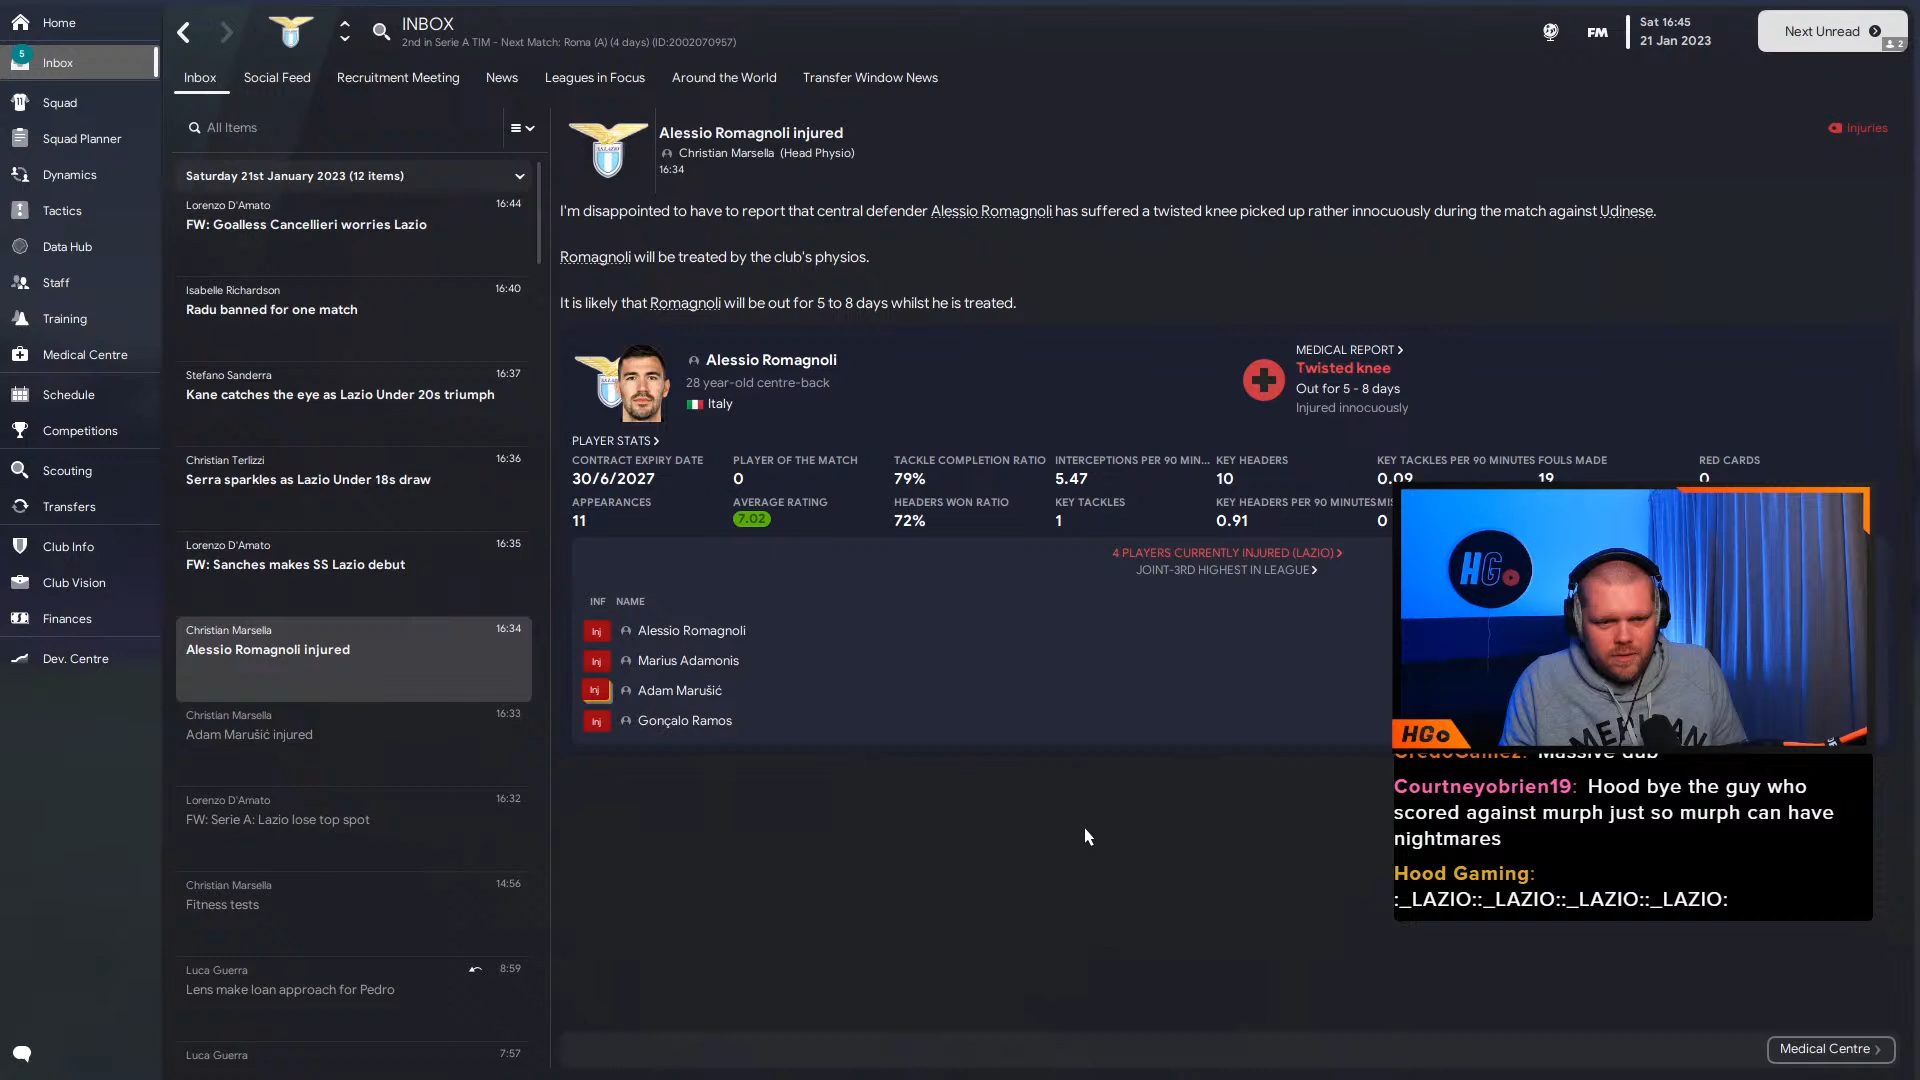 Home
5
Inbox
Squad
Squad Planner
Dynamics
Tactics
Data Hub
Staff
Training
Medical Centre
Schedule
Competitions
Scouting
Transfers
Club Info
Club Vision
Finances
Dev. Centre
INBOX
2nd in Serie A TIM - Next Match: Roma (A) (4 days) (ID:2002070957)
FM
Sat 16:45
21 Jan 2023
Next Unread
2
Inbox
Social Feed
Recruitment Meeting
News
Leagues in Focus
Around the World
Transfer Window News
All Items
Saturday 21st January 2023 (12 items)
Lorenzo D'Amato 16:44
FW: Goalless Cancellieri worries Lazio
Isabelle Richardson 16:40
Radu banned for one match
Stefano Sanderra 16:37
Kane catches the eye as Lazio Under 20s triumph
Christian Terlizzi 16:36
Serra sparkles as Lazio Under 18s draw
Lorenzo D'Amato 16:35
FW: Sanches makes SS Lazio debut
Christian Marsella 16:34
Alessio Romagnoli injured
Christian Marsella 16:33
Adam Marušić injured
Lorenzo D'Amato 16:32
FW: Serie A: Lazio lose top spot
Christian Marsella 14:56
Fitness tests
Luca Guerra 8:59
Lens make loan approach for Pedro
Luca Guerra 7:57
Alessio Romagnoli injured
Christian Marsella (Head Physio)
16:34
Injuries
I'm disappointed to have to report that central defender Alessio Romagnoli has suffered a twisted knee picked up rather innocuously during the match against Udinese.
Romagnoli will be treated by the club's physios.
It is likely that Romagnoli will be out for 5 to 8 days whilst he is treated.
Alessio Romagnoli
28 year-old centre-back
Italy
MEDICAL REPORT
Twisted knee
Out for 5 - 8 days
Injured innocuously
PLAYER STATS
CONTRACT EXPIRY DATE PLAYER OF THE MATCH TACKLE COMPLETION RATIO INTERCEPTIONS PER 90 MIN... KEY HEADERS KEY TACKLES PER 90 MINUTES FOULS MADE RED CARDS
30/6/2027 0 79% 5.47 10 0.09 19 0
APPEARANCES AVERAGE RATING HEADERS WON RATIO KEY TACKLES KEY HEADERS PER 90 MINUTES MIS
11 7.02 72% 1 0.91 0
4 PLAYERS CURRENTLY INJURED (LAZIO)
JOINT-3RD HIGHEST IN LEAGUE
INF NAME
Inj Alessio Romagnoli
Inj Marius Adamonis
Inj Adam Marušić
Inj Gonçalo Ramos
HG
AMERICAN
HG
Massive dub
Courtneyobrien19: Hood bye the guy who
scored against murph just so murph can have
nightmares
Hood Gaming:
:_LAZIO::_LAZIO::_LAZIO::_LAZIO:
Medical Centre